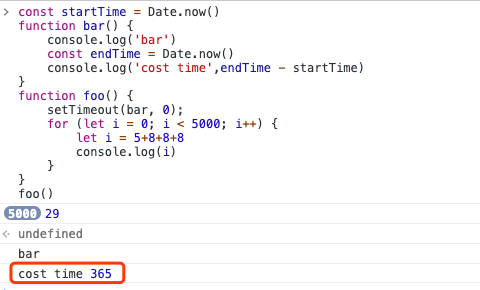 const startTime = Date.now()
function bar() {
    console.log('bar')
    const endTime = Date.now()
    console.log('cost time',endTime - startTime)
}
function foo() {
    setTimeout(bar, 0);
    for (let i = 0; i < 5000; i++) {
        let i = 5+8+8+8
        console.log(i)
    }
}
foo()
5000 29
undefined
bar
cost time 365